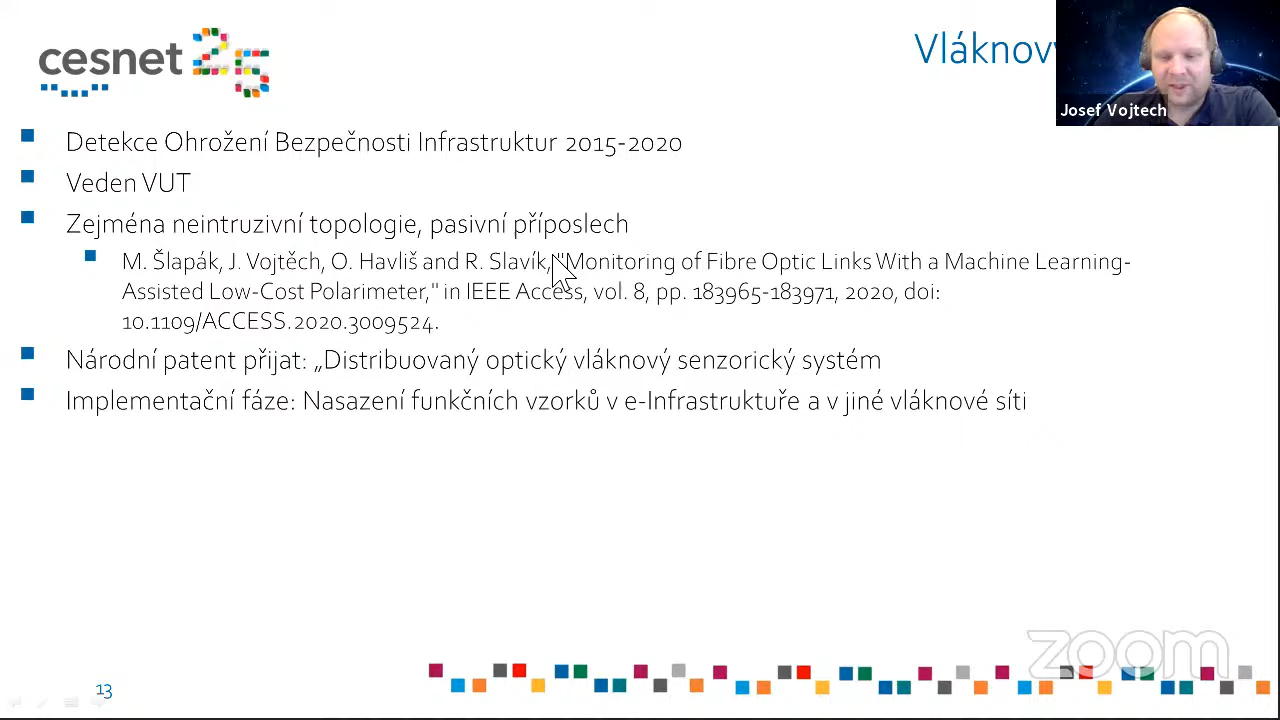 cesnet 25
Vláknový
Josef Vojtech
Detekce Ohrožení Bezpečnosti Infrastruktur 2015-2020
Veden VUT
Zejména neintruzivní topologie, pasivní příposlech
M. Šlapák, J. Vojtěch, O. Havliš and R. Slavík, "Monitoring of Fibre Optic Links With a Machine Learning-
Assisted Low-Cost Polarimeter," in IEEE Access, vol. 8, pp. 183965-183971, 2020, doi:
10.1109/ACCESS.2020.3009524.
Národní patent přijat: „Distribuovaný optický vláknový senzorický systém
Implementační fáze: Nasazení funkčních vzorků v e-Infrastruktuře a v jiné vláknové síti
zoom
13